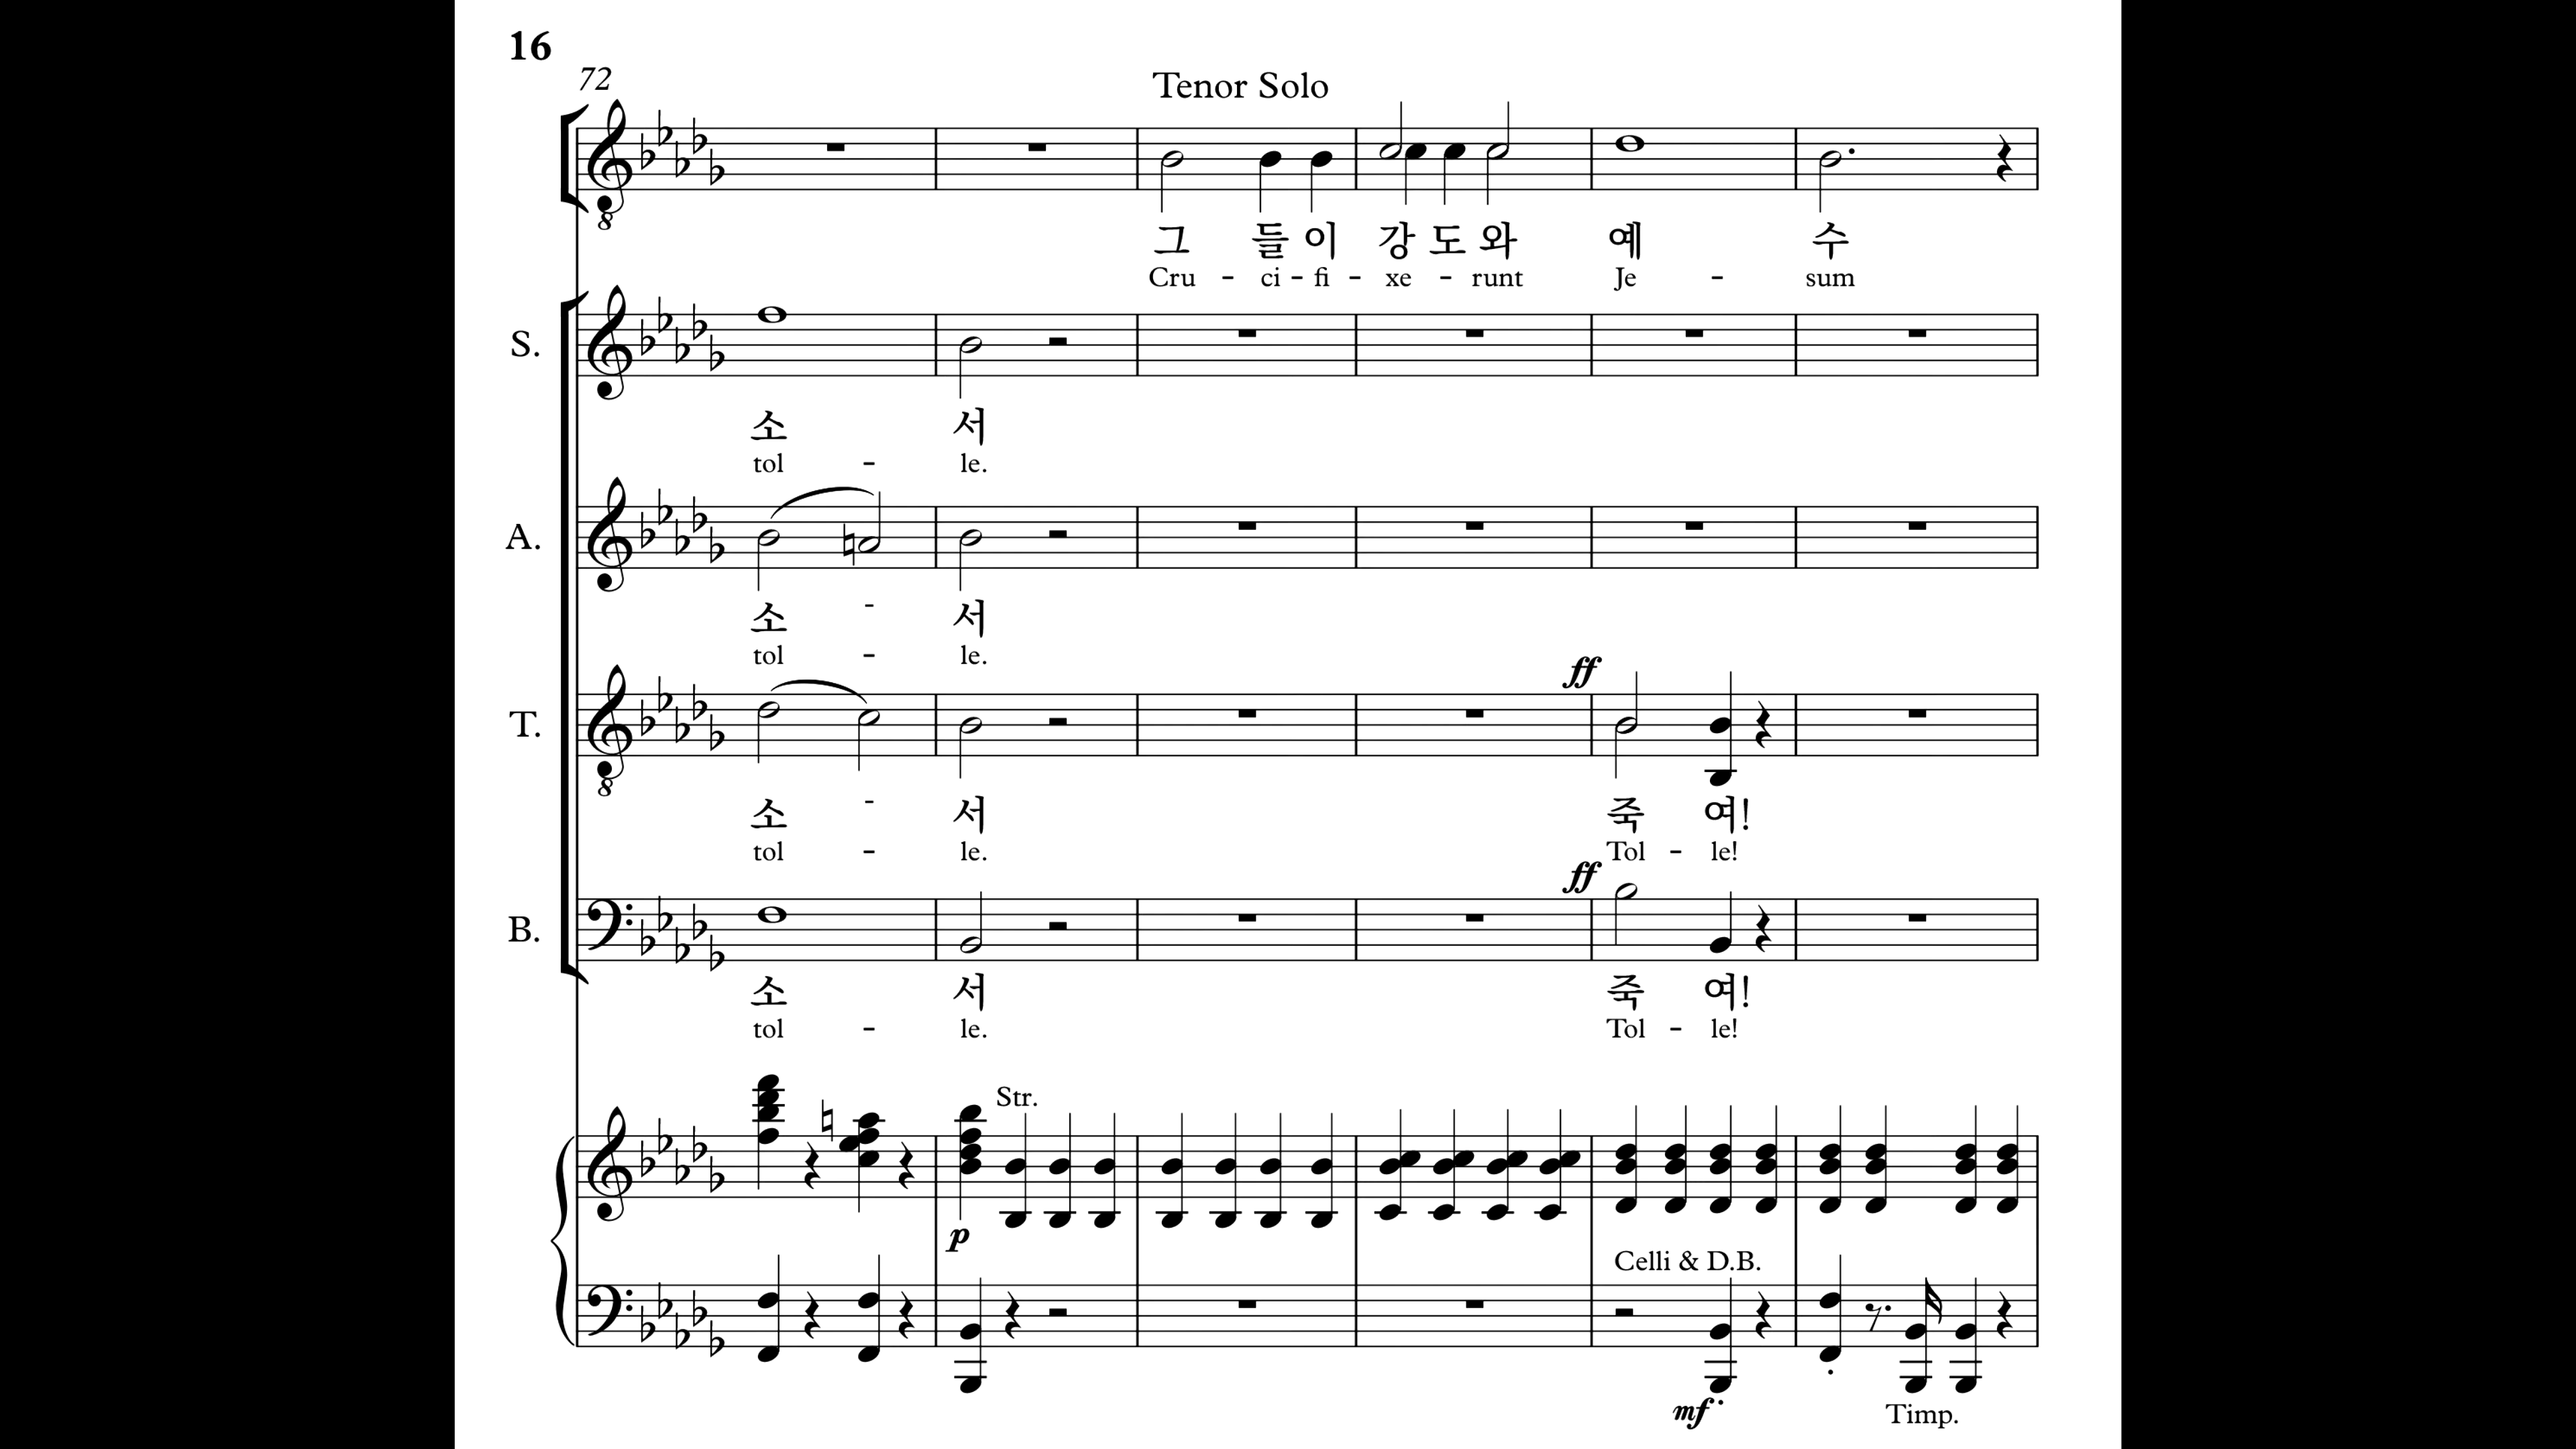 16
72
Tenor Solo
그 들 이 강 도 와 예 수
Cru - ci - fi - xe - runt Je - sum
S.
소 서
tol - le.
A.
소 - 서
tol - le.
ff
T.
소 - 서 죽 여!
tol - le. Tol - le!
ff
B.
소 서 죽 여!
tol - le. Tol - le!
Str.
p
Celli & D.B.
mf
Timp.